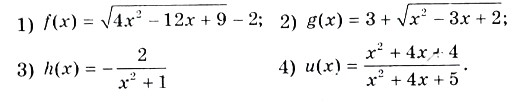 1) f(x) = √(4x² − 12x + 9) − 2; 2) g(x) = 3 + √(x² − 3x + 2);
3) h(x) = −2/(x² + 1) 4) u(x) = (x² + 4x + 4)/(x² + 4x + 5).